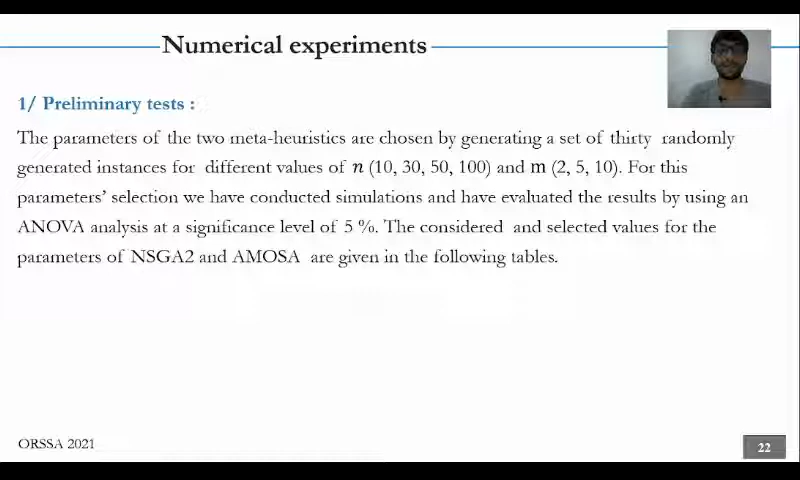 Numerical experiments
1/ Preliminary tests :
The parameters of the two meta-heuristics are chosen by generating a set of thirty randomly
generated instances for different values of n (10, 30, 50, 100) and m (2, 5, 10). For this
parameters' selection we have conducted simulations and have evaluated the results by using an
ANOVA analysis at a significance level of 5 %. The considered and selected values for the
parameters of NSGA2 and AMOSA are given in the following tables.
ORSSA 2021
22